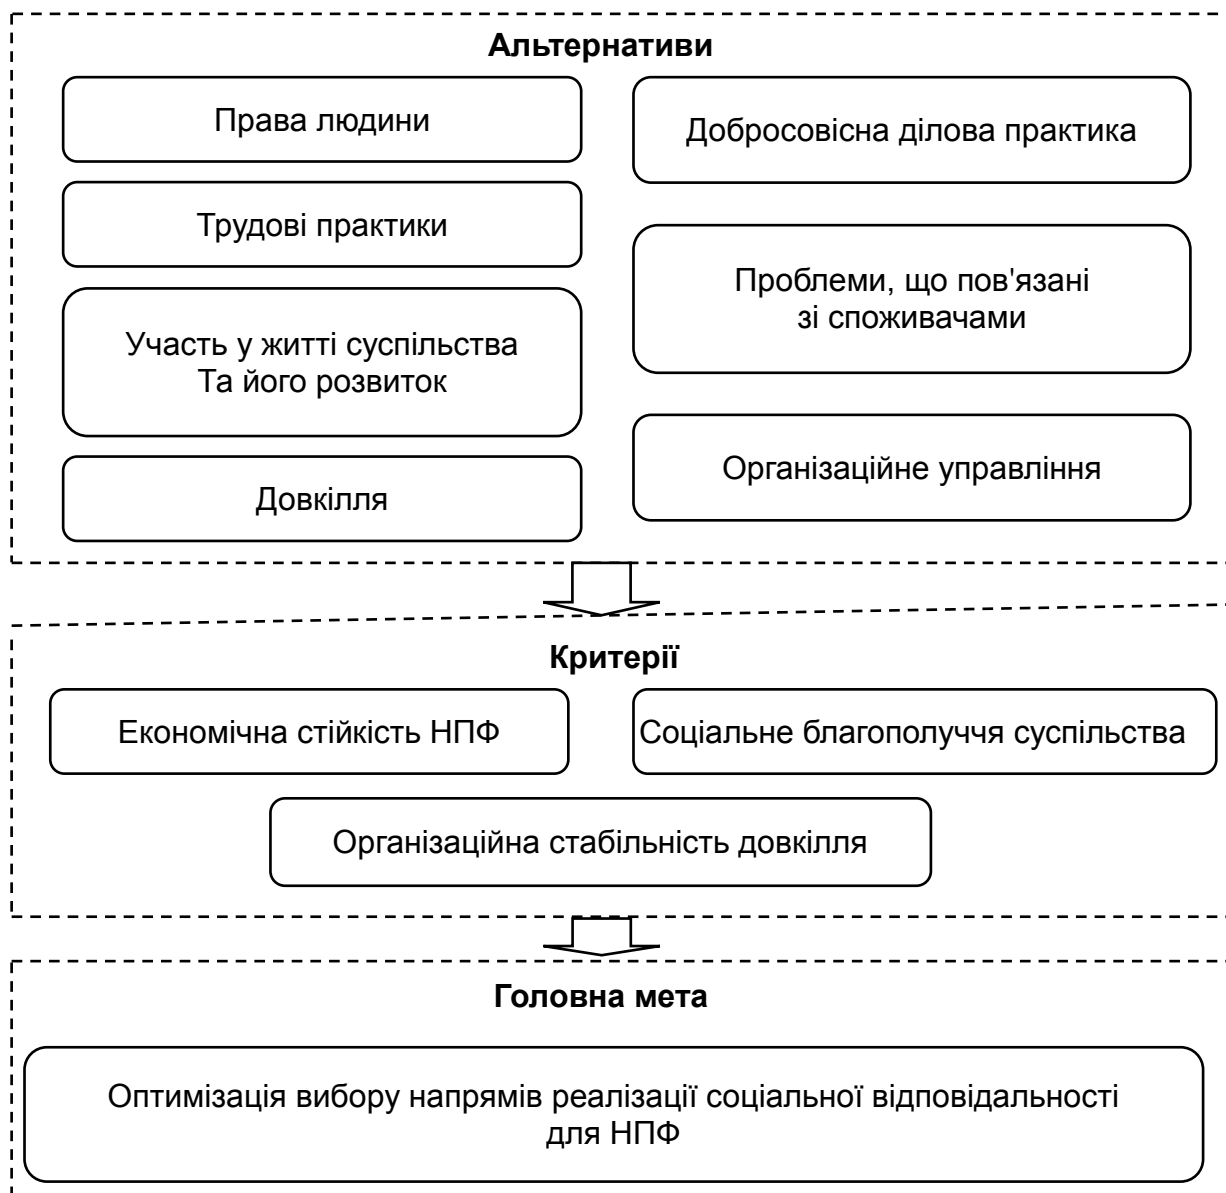 Альтернативи
Права людини
Трудові практики
Участь у житті суспільства
Та його розвиток
Довкілля
Добросовісна ділова практика
Проблеми, що пов'язані
зі споживачами
Організаційне управління
Критерії
Економічна стійкість НПФ
Соціальне благополуччя суспільства
Організаційна стабільність довкілля
Головна мета
Оптимізація вибору напрямів реалізації соціальної відповідальності
для НПФ